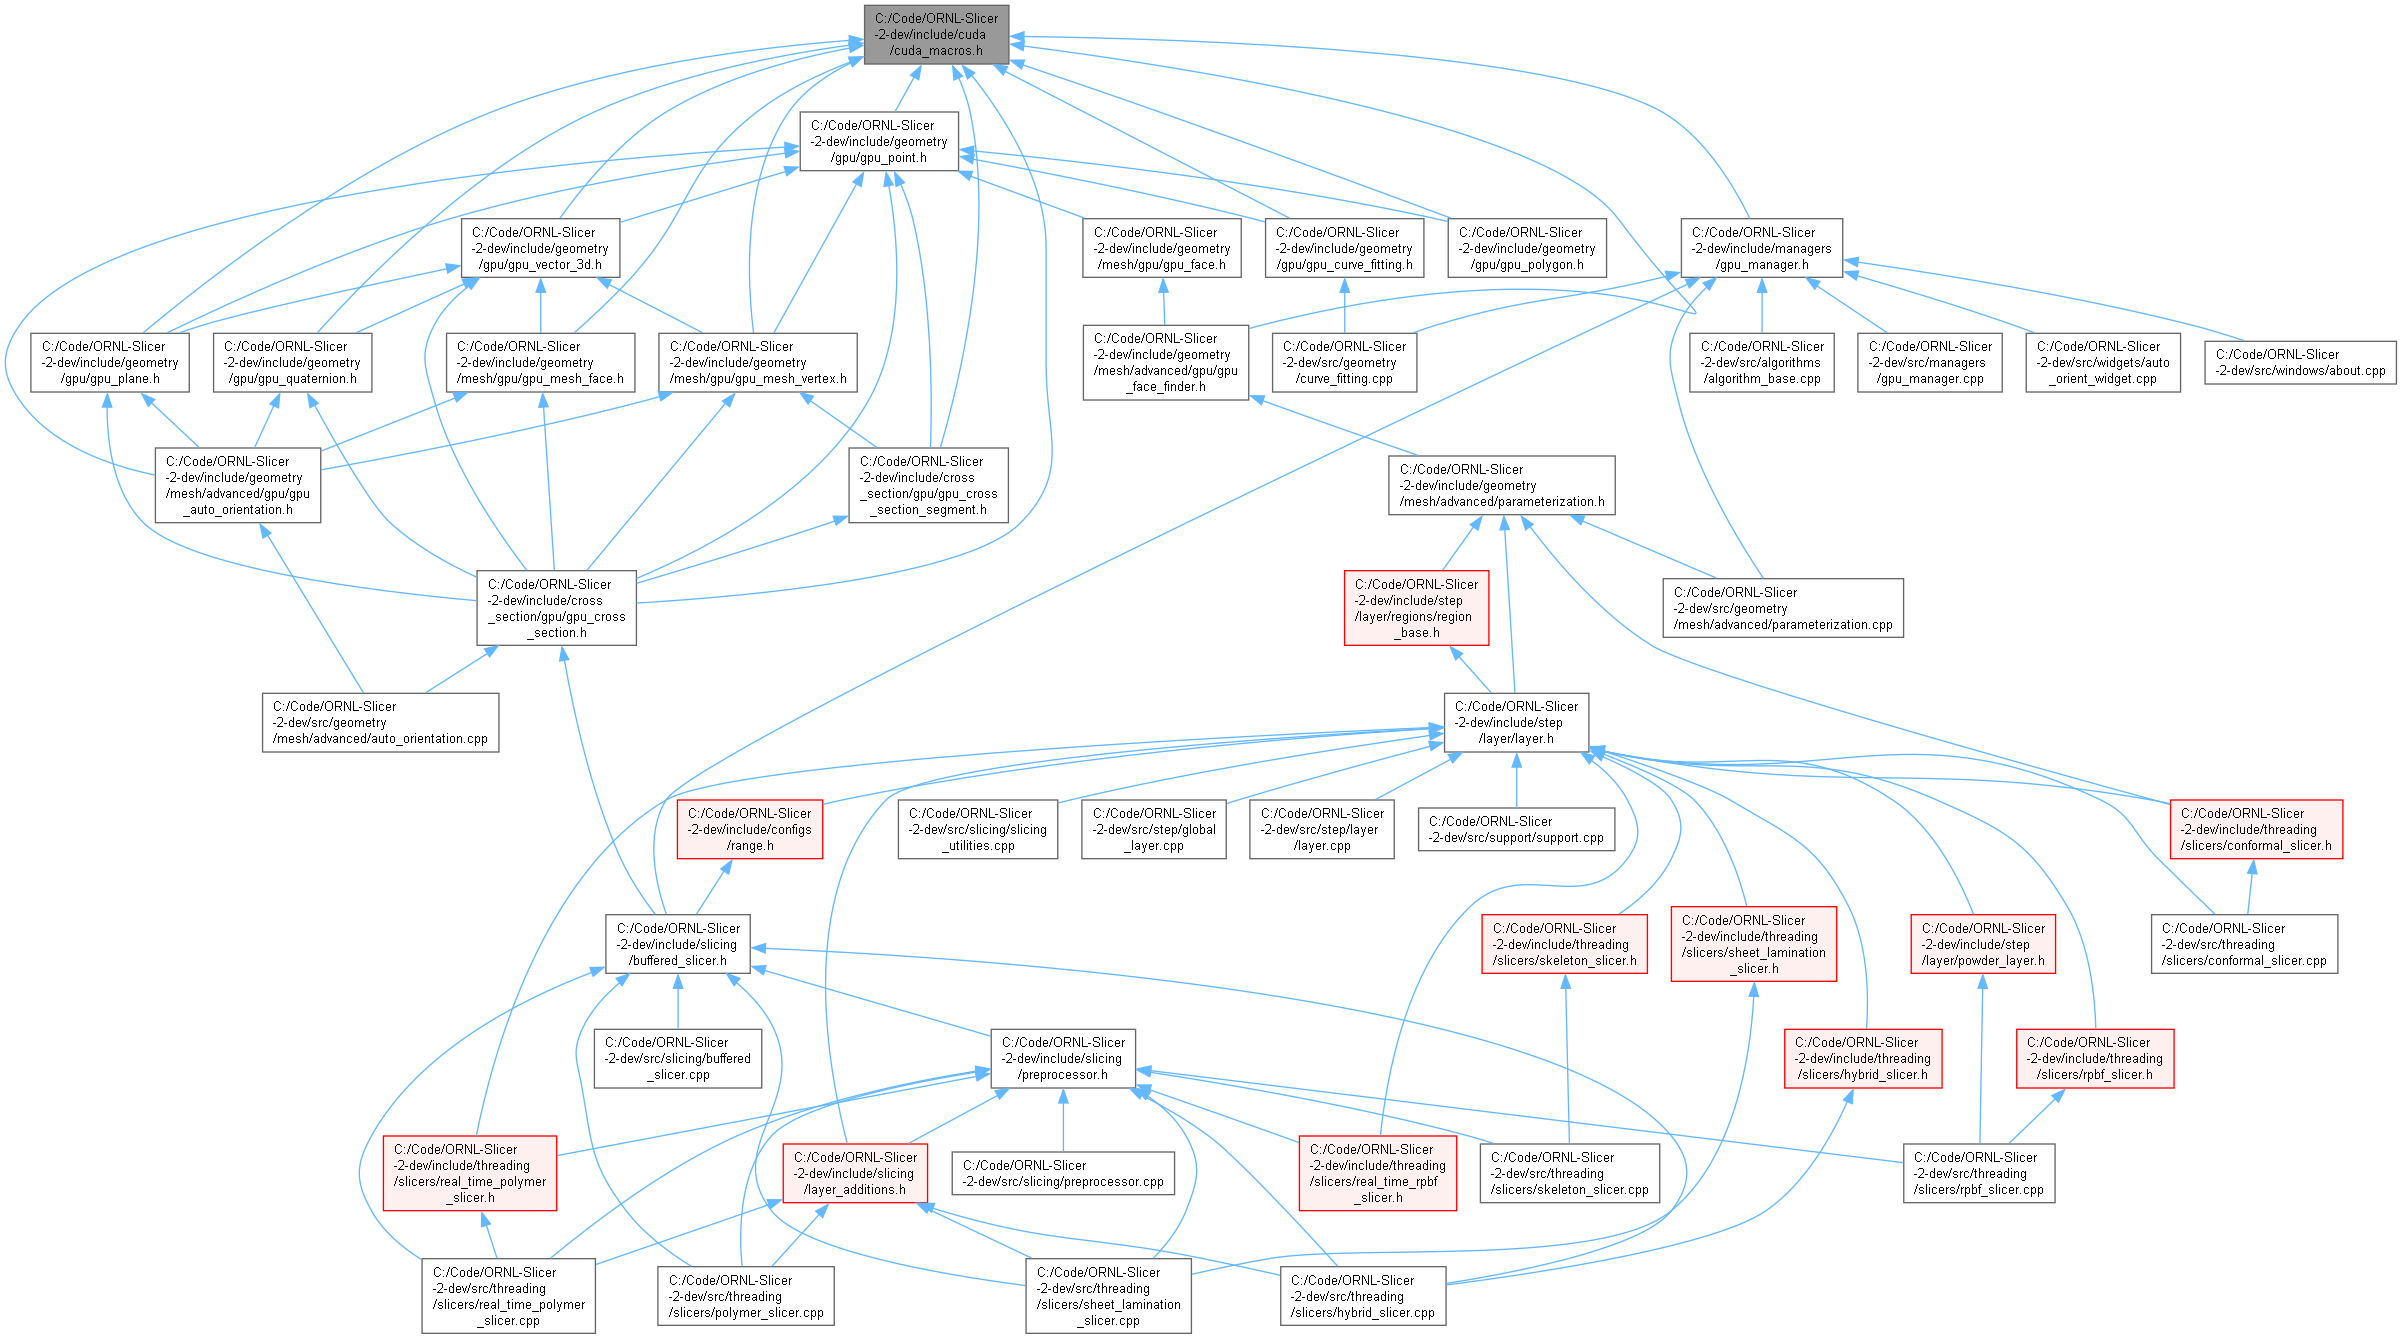 C:/Code/ORNL-Slicer
-2-dev/include/cuda
/cuda_macros.h
C:/Code/ORNL-Slicer
-2-dev/include/geometry
/gpu/gpu_point.h
C:/Code/ORNL-Slicer
-2-dev/include/geometry
/gpu/gpu_vector_3d.h
C:/Code/ORNL-Slicer
-2-dev/include/geometry
/mesh/gpu/gpu_face.h
C:/Code/ORNL-Slicer
-2-dev/include/geometry
/gpu/gpu_curve_fitting.h
C:/Code/ORNL-Slicer
-2-dev/include/geometry
/gpu/gpu_polygon.h
C:/Code/ORNL-Slicer
-2-dev/include/managers
/gpu_manager.h
C:/Code/ORNL-Slicer
-2-dev/include/geometry
/gpu/gpu_plane.h
C:/Code/ORNL-Slicer
-2-dev/include/geometry
/gpu/gpu_quaternion.h
C:/Code/ORNL-Slicer
-2-dev/include/geometry
/mesh/gpu/gpu_mesh_face.h
C:/Code/ORNL-Slicer
-2-dev/include/geometry
/mesh/gpu/gpu_mesh_vertex.h
C:/Code/ORNL-Slicer
-2-dev/include/geometry
/mesh/advanced/gpu/gpu
_face_finder.h
C:/Code/ORNL-Slicer
-2-dev/src/geometry
/curve_fitting.cpp
C:/Code/ORNL-Slicer
-2-dev/src/algorithms
/algorithm_base.cpp
C:/Code/ORNL-Slicer
-2-dev/src/managers
/gpu_manager.cpp
C:/Code/ORNL-Slicer
-2-dev/src/widgets/auto
_orient_widget.cpp
C:/Code/ORNL-Slicer
-2-dev/src/windows/about.cpp
C:/Code/ORNL-Slicer
-2-dev/include/geometry
/mesh/advanced/gpu/gpu
_auto_orientation.h
C:/Code/ORNL-Slicer
-2-dev/include/cross
_section/gpu/gpu_cross
_section_segment.h
C:/Code/ORNL-Slicer
-2-dev/include/geometry
/mesh/advanced/parameterization.h
C:/Code/ORNL-Slicer
-2-dev/include/cross
_section/gpu/gpu_cross
_section.h
C:/Code/ORNL-Slicer
-2-dev/include/step
/layer/regions/region
_base.h
C:/Code/ORNL-Slicer
-2-dev/src/geometry
/mesh/advanced/parameterization.cpp
C:/Code/ORNL-Slicer
-2-dev/src/geometry
/mesh/advanced/auto_orientation.cpp
C:/Code/ORNL-Slicer
-2-dev/include/step
/layer/layer.h
C:/Code/ORNL-Slicer
-2-dev/include/configs
/range.h
C:/Code/ORNL-Slicer
-2-dev/src/slicing/slicing
_utilities.cpp
C:/Code/ORNL-Slicer
-2-dev/src/step/global
_layer.cpp
C:/Code/ORNL-Slicer
-2-dev/src/step/layer
/layer.cpp
C:/Code/ORNL-Slicer
-2-dev/src/support/support.cpp
C:/Code/ORNL-Slicer
-2-dev/include/threading
/slicers/conformal_slicer.h
C:/Code/ORNL-Slicer
-2-dev/include/slicing
/buffered_slicer.h
C:/Code/ORNL-Slicer
-2-dev/include/threading
/slicers/skeleton_slicer.h
C:/Code/ORNL-Slicer
-2-dev/include/threading
/slicers/sheet_lamination
_slicer.h
C:/Code/ORNL-Slicer
-2-dev/include/step
/layer/powder_layer.h
C:/Code/ORNL-Slicer
-2-dev/src/threading
/slicers/conformal_slicer.cpp
C:/Code/ORNL-Slicer
-2-dev/src/slicing/buffered
_slicer.cpp
C:/Code/ORNL-Slicer
-2-dev/include/slicing
/preprocessor.h
C:/Code/ORNL-Slicer
-2-dev/include/threading
/slicers/hybrid_slicer.h
C:/Code/ORNL-Slicer
-2-dev/include/threading
/slicers/rpbf_slicer.h
C:/Code/ORNL-Slicer
-2-dev/include/threading
/slicers/real_time_polymer
_slicer.h
C:/Code/ORNL-Slicer
-2-dev/include/slicing
/layer_additions.h
C:/Code/ORNL-Slicer
-2-dev/src/slicing/preprocessor.cpp
C:/Code/ORNL-Slicer
-2-dev/include/threading
/slicers/real_time_rpbf
_slicer.h
C:/Code/ORNL-Slicer
-2-dev/src/threading
/slicers/skeleton_slicer.cpp
C:/Code/ORNL-Slicer
-2-dev/src/threading
/slicers/rpbf_slicer.cpp
C:/Code/ORNL-Slicer
-2-dev/src/threading
/slicers/real_time_polymer
_slicer.cpp
C:/Code/ORNL-Slicer
-2-dev/src/threading
/slicers/polymer_slicer.cpp
C:/Code/ORNL-Slicer
-2-dev/src/threading
/slicers/sheet_lamination
_slicer.cpp
C:/Code/ORNL-Slicer
-2-dev/src/threading
/slicers/hybrid_slicer.cpp